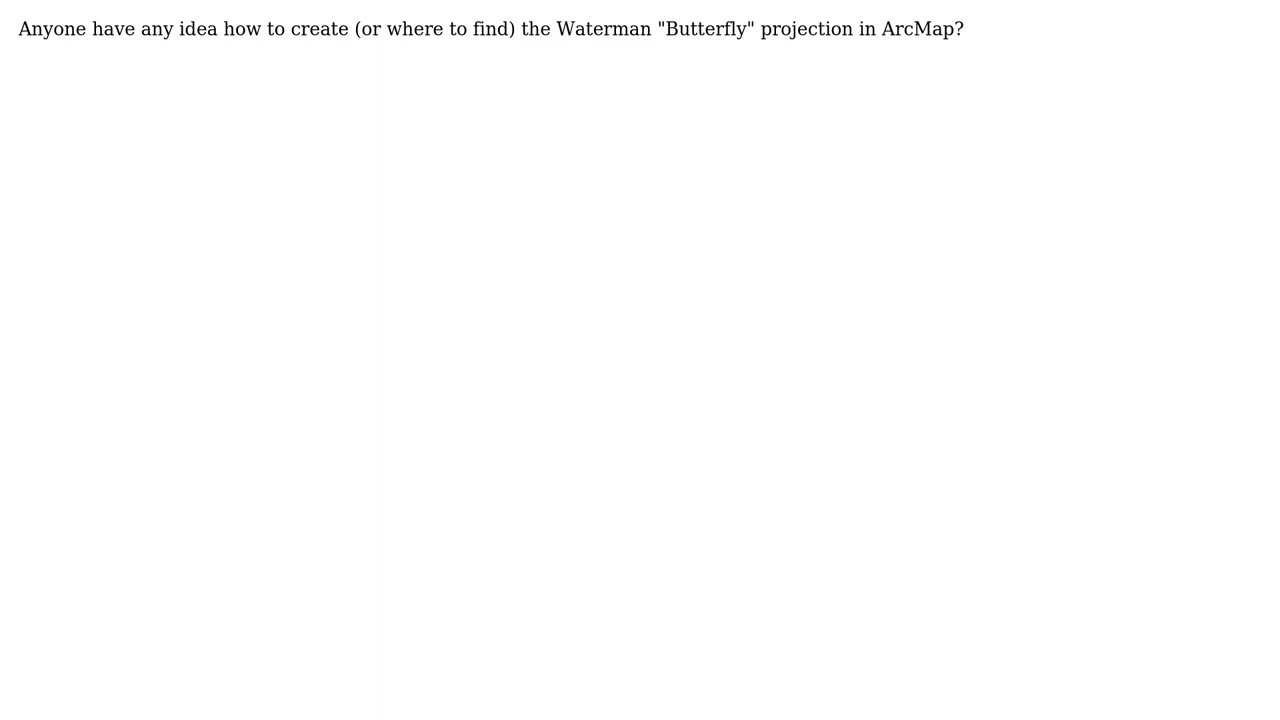 Anyone have any idea how to create (or where to find) the Waterman "Butterfly" projection in ArcMap?